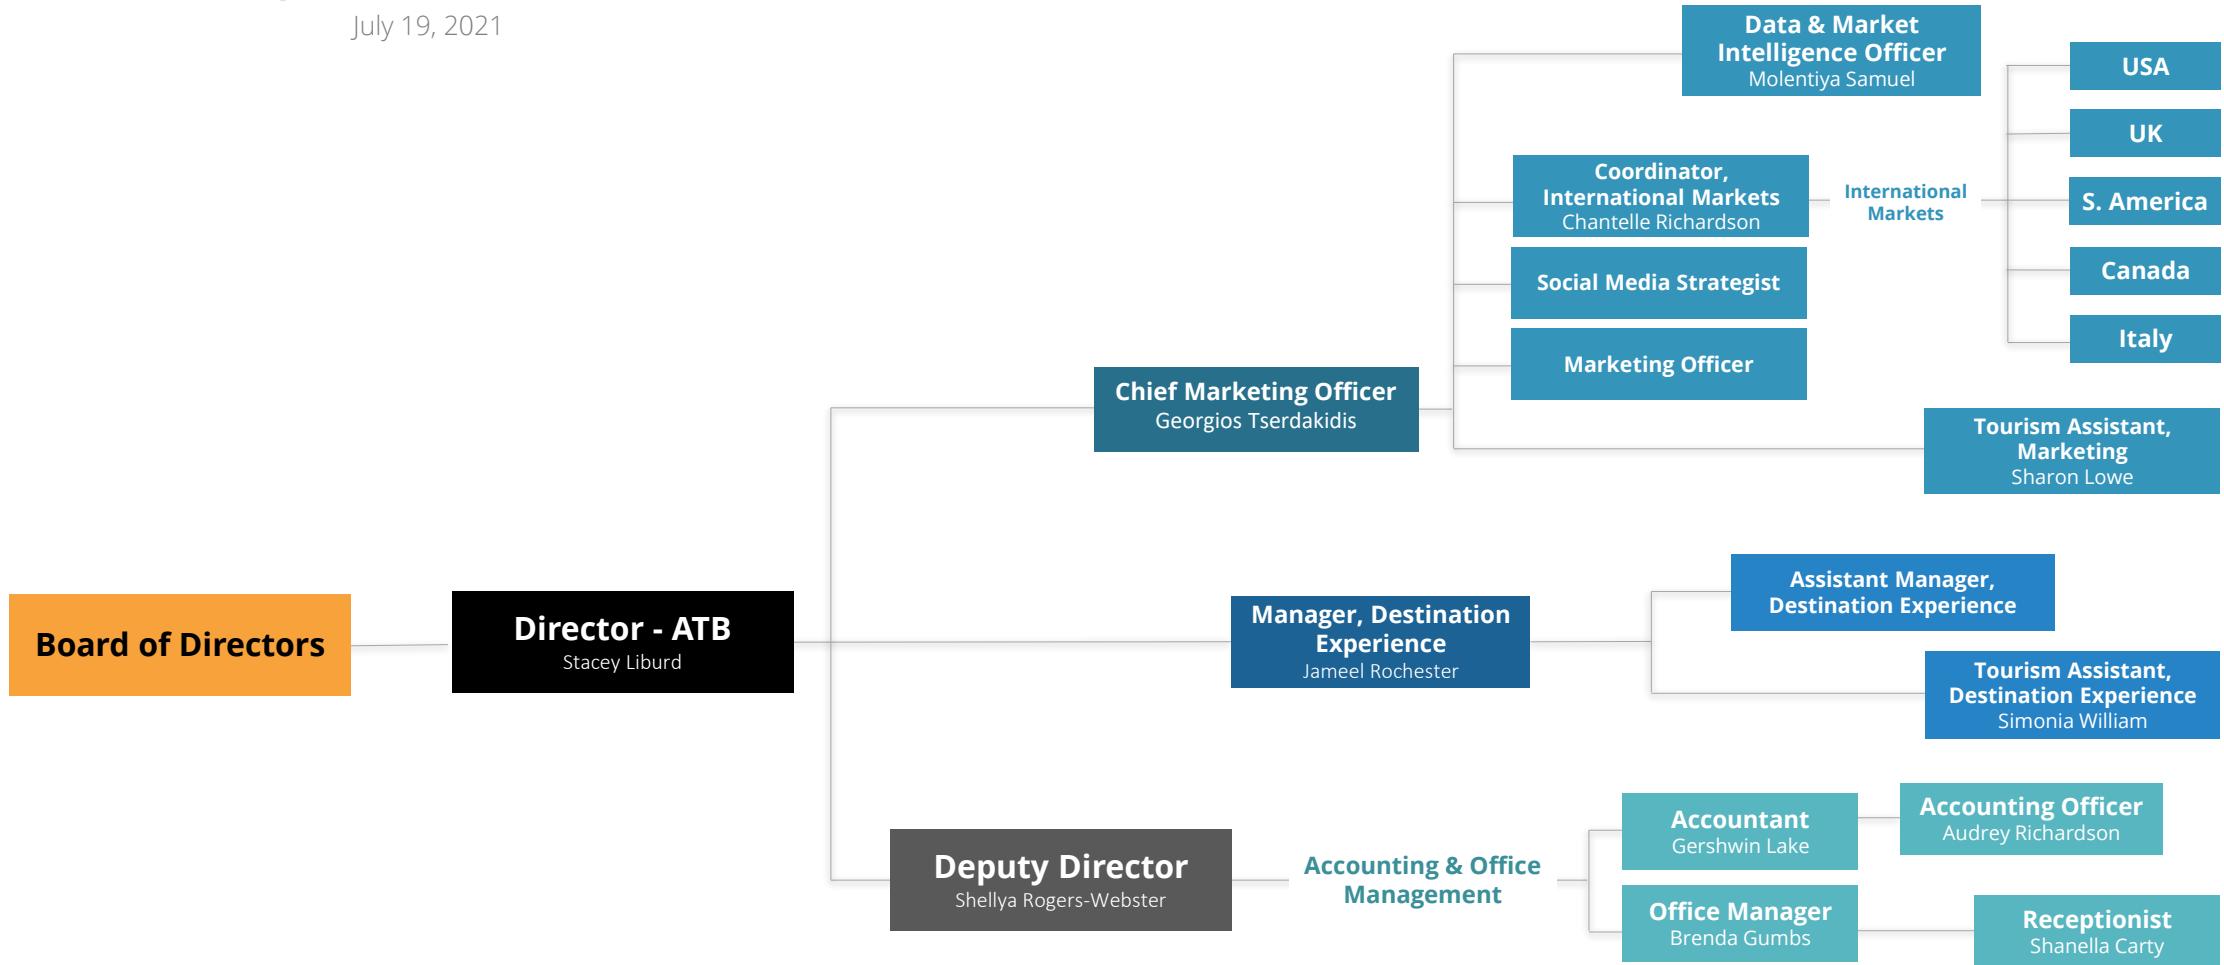 July 19, 2021
Data & Market
Intelligence Officer
Molentiya Samuel
USA
UK
Coordinator,
International Markets
Chantelle Richardson
International
Markets
S. America
Social Media Strategist
Canada
Italy
Marketing Officer
Chief Marketing Officer
Georgios Tserdakidis
Tourism Assistant,
Marketing
Sharon Lowe
Board of Directors
Director - ATB
Stacey Liburd
Manager, Destination
Experience
Jameel Rochester
Assistant Manager,
Destination Experience
Tourism Assistant,
Destination Experience
Simonia William
Deputy Director
Shellya Rogers-Webster
Accounting & Office
Management
Accountant
Gershwin Lake
Accounting Officer
Audrey Richardson
Office Manager
Brenda Gumbs
Receptionist
Shanella Carty